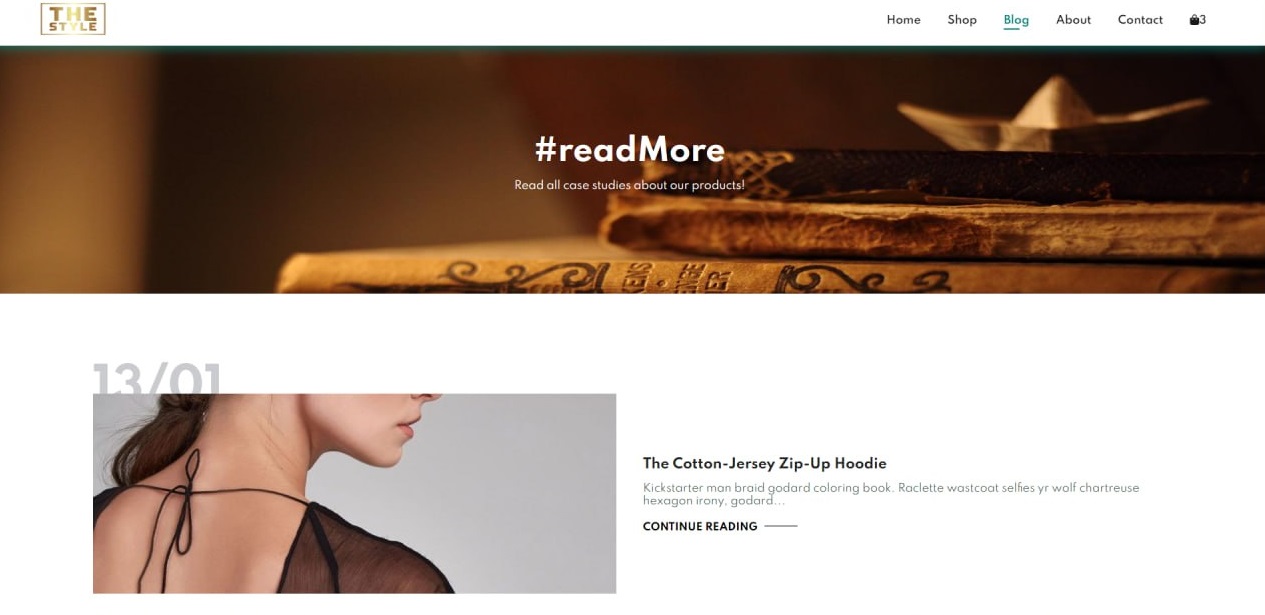 THE
STYLE
Home Shop Blog About Contact 3
#readMore
Read all case studies about our products!
13/01
The Cotton-Jersey Zip-Up Hoodie
Kickstarter man braid godard coloring book. Raclette wastcoat selfies yr wolf chartreuse
hexagon irony, godard...
CONTINUE READING